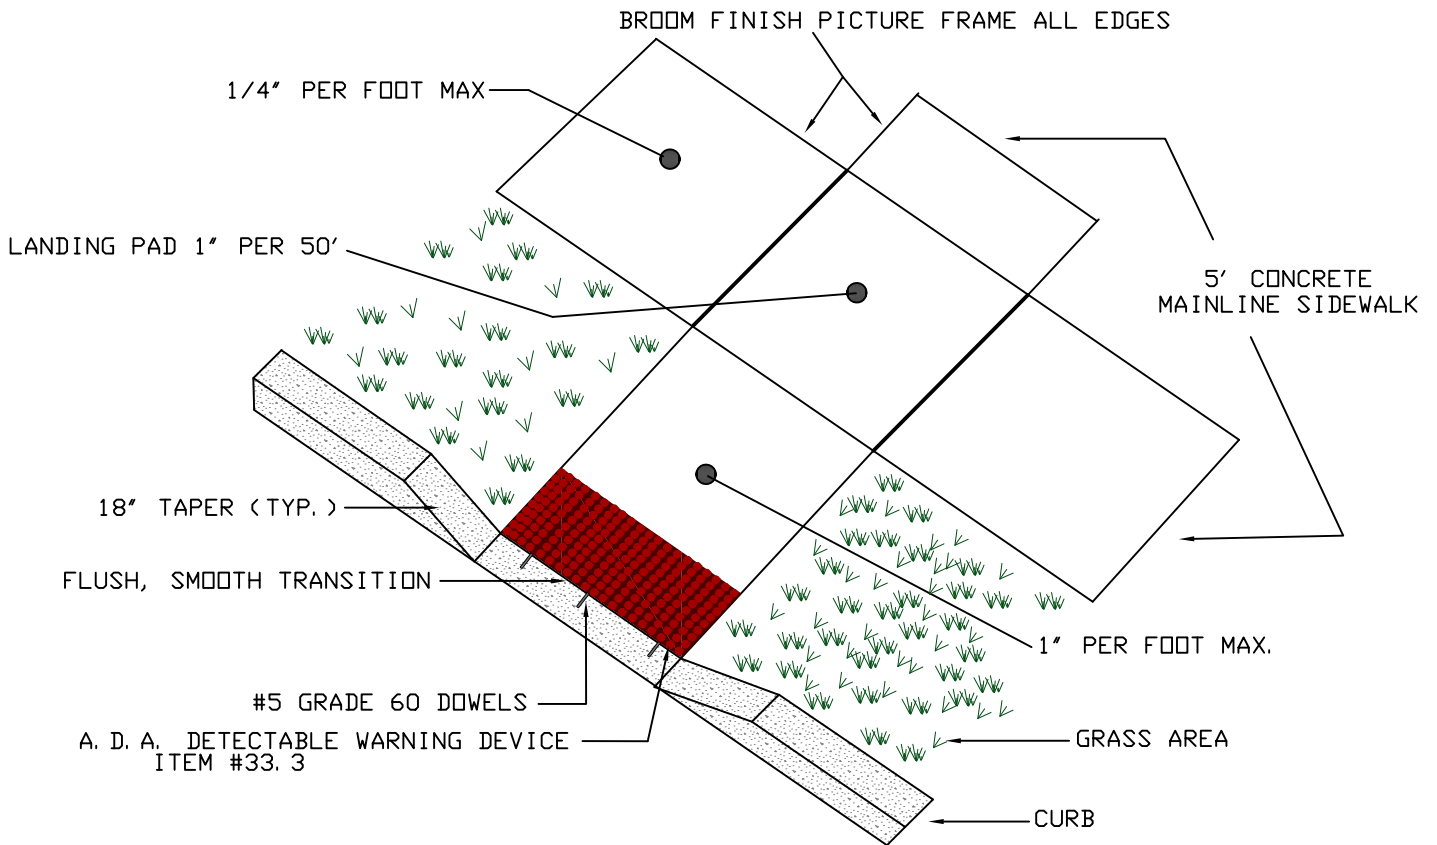 BROOM FINISH PICTURE FRAME ALL EDGES
1/4" PER FOOT MAX
LANDING PAD 1" PER 50'
5' CONCRETE
MAINLINE SIDEWALK
18" TAPER (TYP.)
FLUSH, SMOOTH TRANSITION
1" PER FOOT MAX.
#5 GRADE 60 DOWELS
A.D.A. DETECTABLE WARNING DEVICE
ITEM #33.3
GRASS AREA
CURB